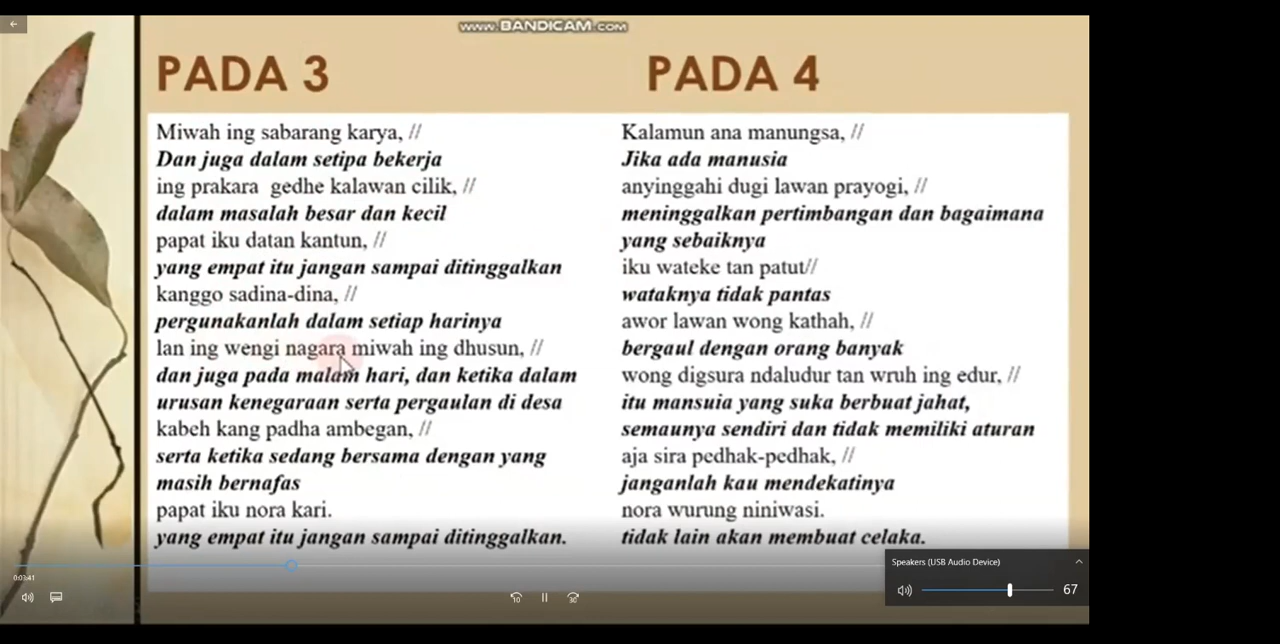 www.BANDICAM.com
PADA 3
Miwah ing sabarang karya, //
Dan juga dalam setipa bekerja
ing prakara gedhe kalawan cilik, //
dalam masalah besar dan kecil
papat iku datan kantun, //
yang empat itu jangan sampai ditinggalkan
kanggo sadina-dina, //
pergunakanlah dalam setiap harinya
lan ing wengi nagara miwah ing dhusun, //
dan juga pada malam hari, dan ketika dalam
urusan kenegaraan serta pergaulan di desa
kabeh kang padha ambegan, //
serta ketika sedang bersama dengan yang
masih bernafas
papat iku nora kari.
yang empat itu jangan sampai ditinggalkan.
PADA 4
Kalamun ana manungsa, //
Jika ada manusia
anyinggahi dugi lawan prayogi, //
meninggalkan pertimbangan dan bagaimana
yang sebaiknya
iku wateke tan patut//
wataknya tidak pantas
awor lawan wong kathah, //
bergaul dengan orang banyak
wong digsura ndaludur tan wruh ing edur, //
itu mansuia yang suka berbuat jahat,
semaunya sendiri dan tidak memiliki aturan
aja sira pedhak-pedhak, //
janganlah kau mendekatinya
nora wurung niniwasi.
tidak lain akan membuat celaka.
Speakers (USB Audio Device)
67
0:03:41
10
30